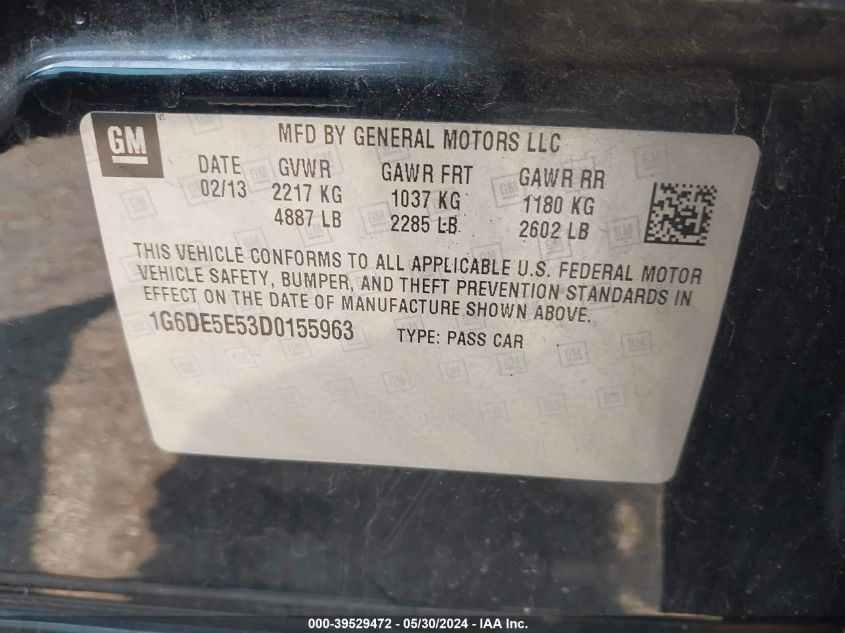 GM
MFD BY GENERAL MOTORS LLC
DATE GVWR GAWR FRT GAWR RR
02/13 2217 KG 1037 KG 1180 KG
4887 LB 2285 LB 2602 LB
THIS VEHICLE CONFORMS TO ALL APPLICABLE U.S. FEDERAL MOTOR
VEHICLE SAFETY, BUMPER, AND THEFT PREVENTION STANDARDS IN
EFFECT ON THE DATE OF MANUFACTURE SHOWN ABOVE.
1G6DE5E53D0155963 TYPE: PASS CAR
000-39529472 - 05/30/2024 - IAA Inc.